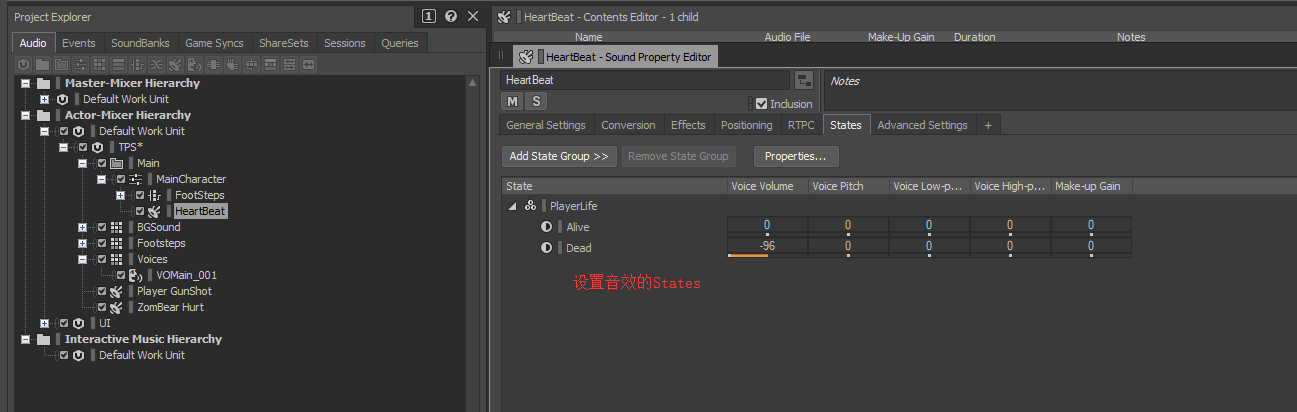 Project Explorer
1 ? ×
Audio Events SoundBanks Game Syncs ShareSets Sessions Queries
Master-Mixer Hierarchy
Default Work Unit
Actor-Mixer Hierarchy
Default Work Unit
TPS*
Main
MainCharacter
FootSteps
HeartBeat
BGSound
Footsteps
Voices
VOMain_001
Player GunShot
ZomBear Hurt
UI
Interactive Music Hierarchy
Default Work Unit
HeartBeat - Contents Editor - 1 child
Name Audio File Make-Up Gain Duration Notes
HeartBeat - Sound Property Editor
HeartBeat
Notes
M S Inclusion
General Settings Conversion Effects Positioning RTPC States Advanced Settings +
Add State Group >> Remove State Group Properties...
State Voice Volume Voice Pitch Voice Low-p... Voice High-p... Make-up Gain
PlayerLife
Alive 0 0 0 0 0
Dead -96 0 0 0 0
设置音效的States